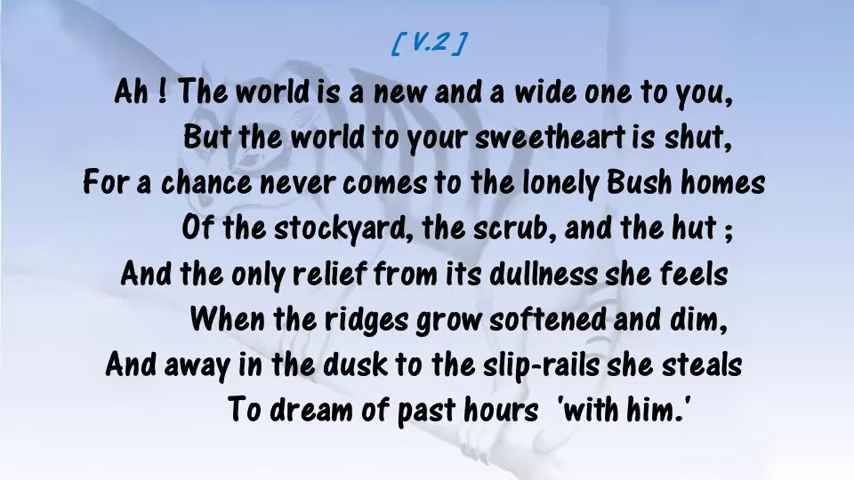 [ V.2 ]
Ah ! The world is a new and a wide one to you,
But the world to your sweetheart is shut,
For a chance never comes to the lonely Bush homes
Of the stockyard, the scrub, and the hut ;
And the only relief from its dullness she feels
When the ridges grow softened and dim,
And away in the dusk to the slip-rails she steals
To dream of past hours 'with him.'